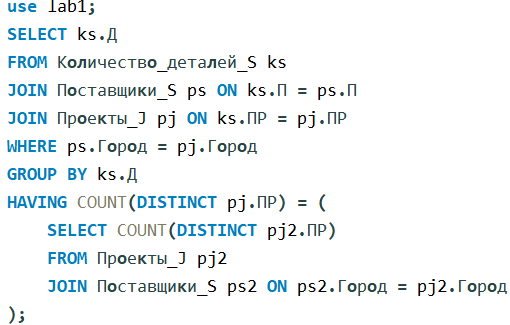 use lab1;
SELECT ks.Д
FROM Количество_деталей_S ks
JOIN Поставщики_S ps ON ks.П = ps.П
JOIN Проекты_J pj ON ks.ПР = pj.ПР
WHERE ps.Город = pj.Город
GROUP BY ks.Д
HAVING COUNT(DISTINCT pj.ПР) = (
    SELECT COUNT(DISTINCT pj2.ПР)
    FROM Проекты_J pj2
    JOIN Поставщики_S ps2 ON ps2.Город = pj2.Город
);